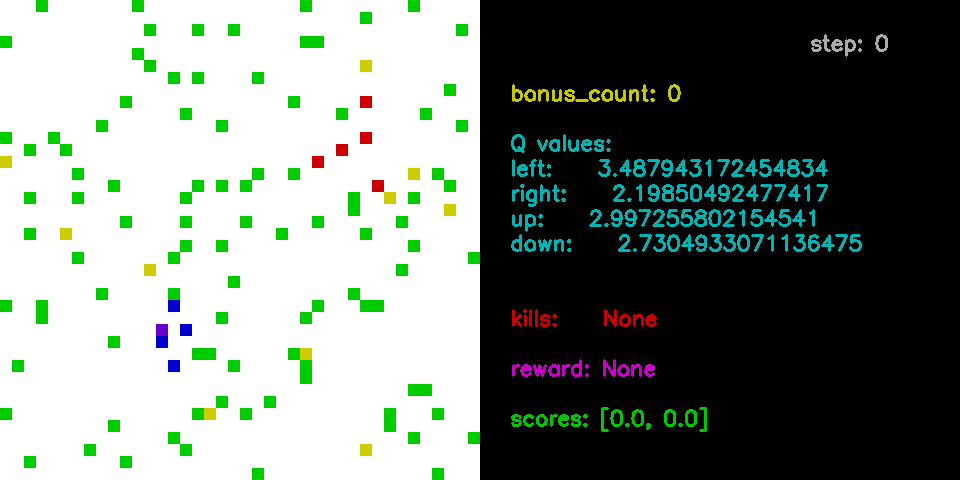 step: 0
bonus_count: 0
Q values:
left: 3.487943172454834
right: 2.19850492477417
up: 2.997255802154541
down: 2.7304933071136475
kills: None
reward: None
scores: [0.0, 0.0]